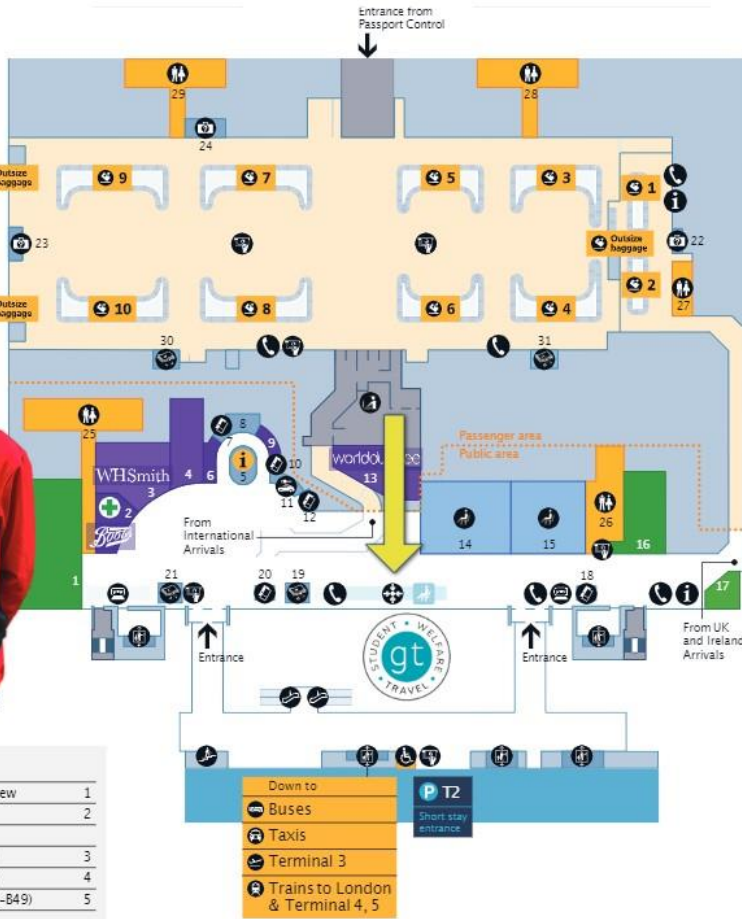 Entrance from
Passport Control
29
28
24
Outsize
baggage
9
7
5
3
1
23
Outsize
baggage
22
Outsize
baggage
10
8
6
4
2
27
30
31
25
8
7
9
WHSmith
3
4
6
i
5
10
worldduty free
13
Passenger area
Public area
2
11
12
Boots
From
International
Arrivals
14
15
26
16
1
21
20
19
18
17
Entrance
STUDENT • WELFARE • TRAVEL •
gt
Entrance
From UK
and Ireland
Arrivals
Down to
Buses
Taxis
Terminal 3
Trains to London
& Terminal 4, 5
P T2
Short stay
entrance
ew 1
2
3
4
-B49) 5